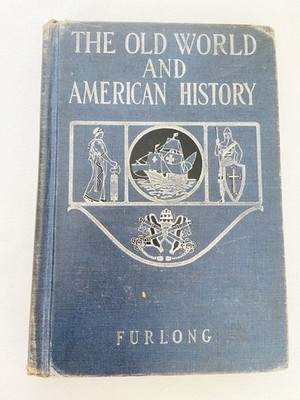 THE OLD WORLD
AND
AMERICAN HISTORY
FURLONG